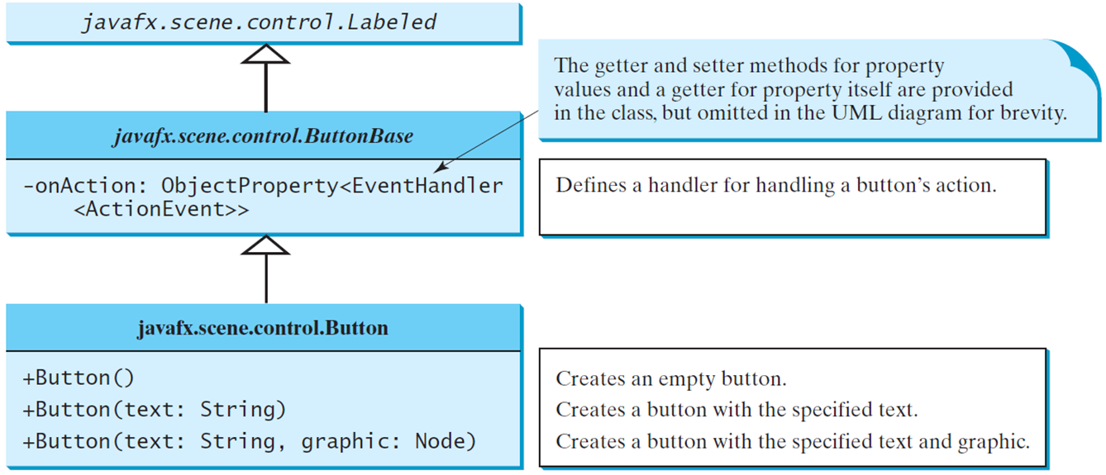 javafx.scene.control.Labeled
The getter and setter methods for property
values and a getter for property itself are provided
in the class, but omitted in the UML diagram for brevity.
javafx.scene.control.ButtonBase
-onAction: ObjectProperty<EventHandler
<ActionEvent>>
Defines a handler for handling a button's action.
javafx.scene.control.Button
+Button()
Creates an empty button.
+Button(text: String)
Creates a button with the specified text.
+Button(text: String, graphic: Node)
Creates a button with the specified text and graphic.